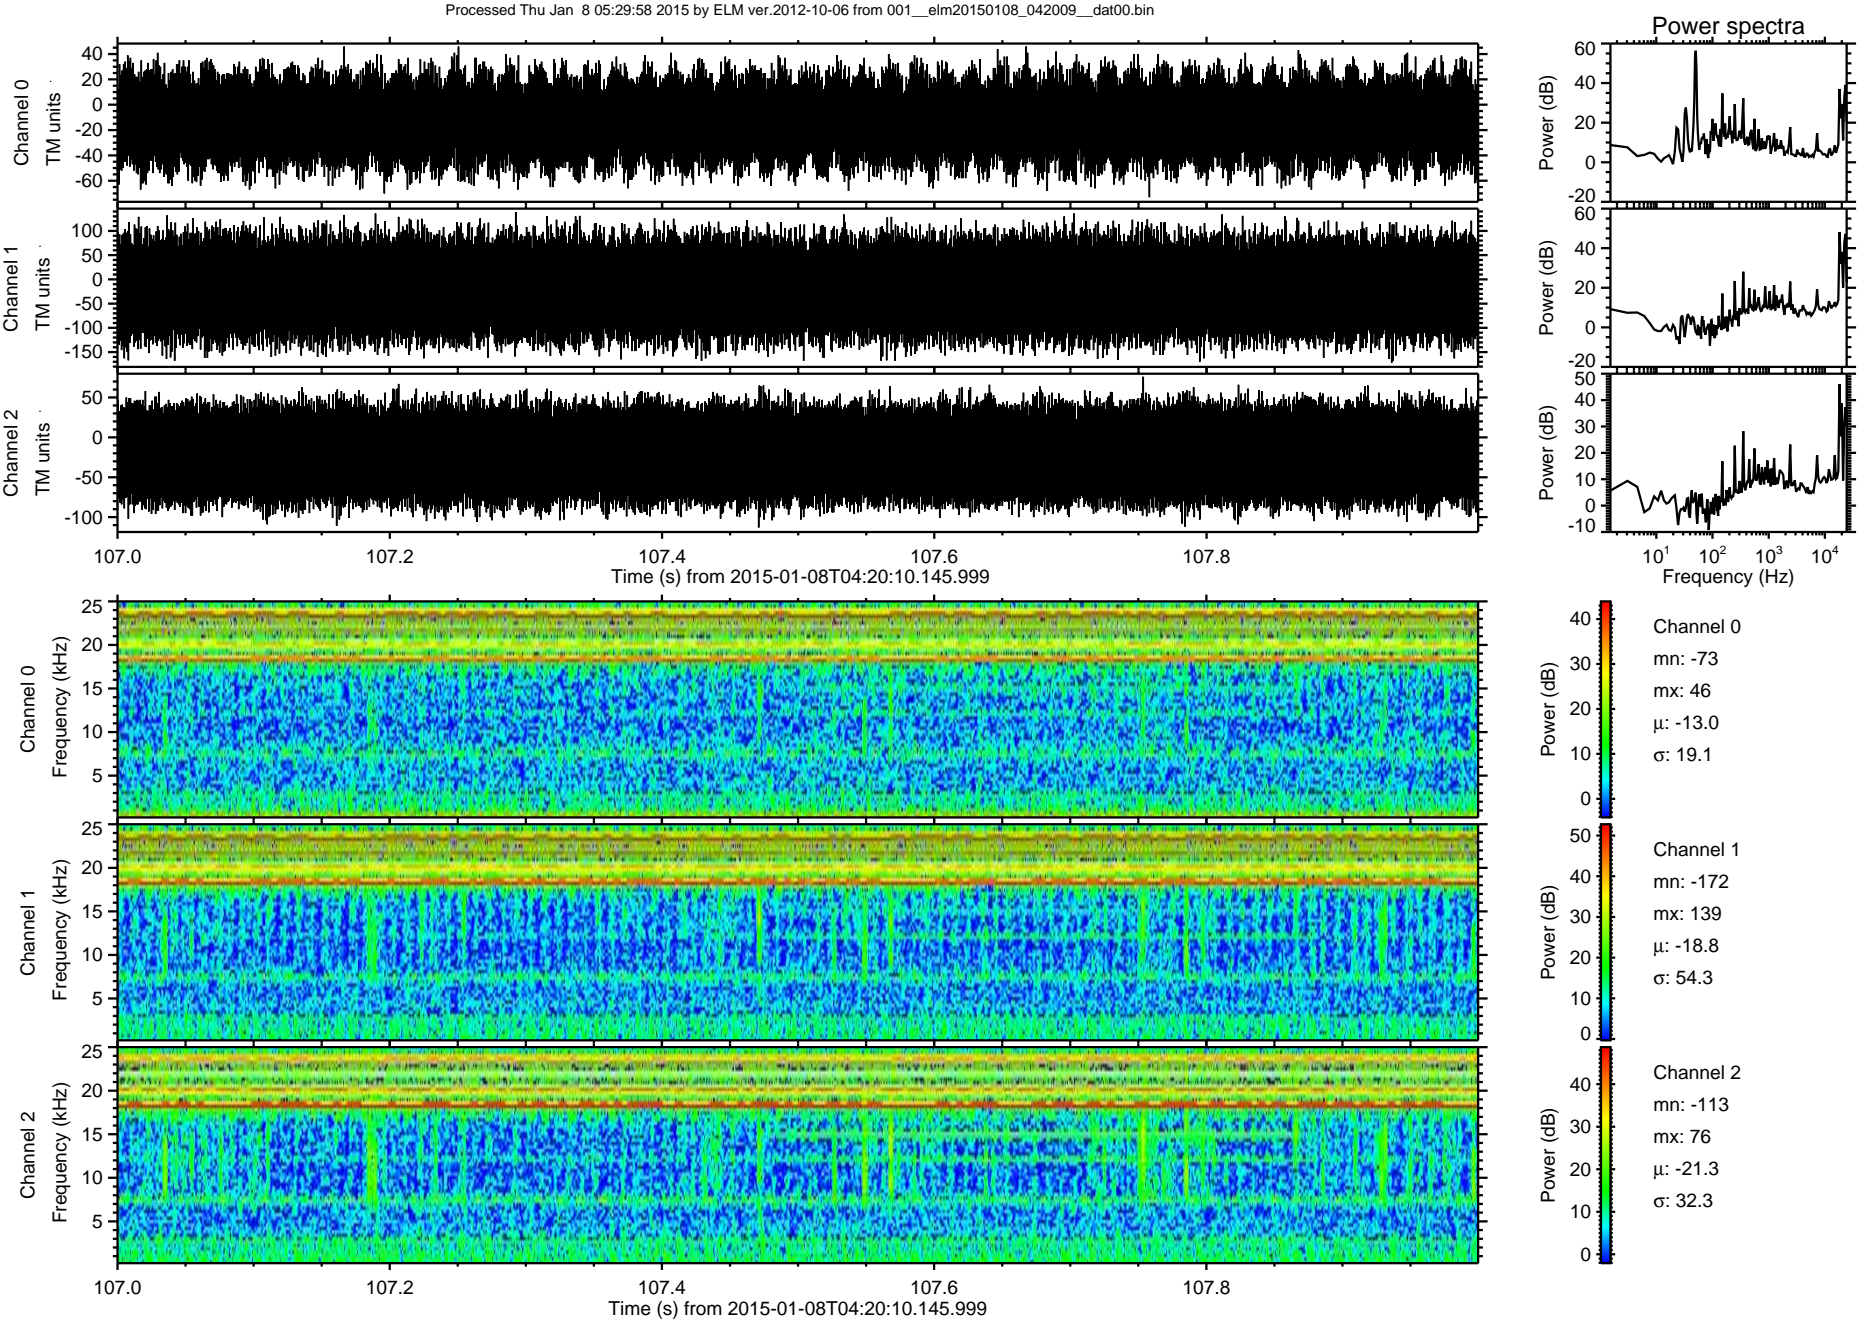 Processed Thu Jan  8 05:29:58 2015 by ELM ver.2012-10-06 from 001__elm20150108_042009__dat00.bin
Power spectra
Channel 0
TM units
40
20
0
-20
-40
-60
Power (dB)
60
40
20
0
-20
Channel 1
TM units
100
50
0
-50
-100
-150
Power (dB)
60
40
20
0
-20
Channel 2
TM units
50
0
-50
-100
Power (dB)
50
40
30
20
10
0
-10
107.0 107.2 107.4 107.6 107.8
Time (s) from 2015-01-08T04:20:10.145.999
10¹ 10² 10³ 10⁴
Frequency (Hz)
Channel 0
Frequency (kHz)
25
20
15
10
5
Power (dB)
40
30
20
10
0
Channel 0
mn: -73
mx: 46
μ: -13.0
σ: 19.1
Channel 1
Frequency (kHz)
25
20
15
10
5
Power (dB)
50
40
30
20
10
0
Channel 1
mn: -172
mx: 139
μ: -18.8
σ: 54.3
Channel 2
Frequency (kHz)
25
20
15
10
5
Power (dB)
40
30
20
10
0
Channel 2
mn: -113
mx: 76
μ: -21.3
σ: 32.3
107.0 107.2 107.4 107.6 107.8
Time (s) from 2015-01-08T04:20:10.145.999